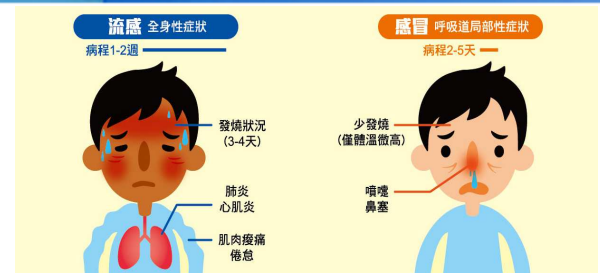 流感 全身性症狀
病程1-2週
發燒狀況
(3-4天)
肺炎
心肌炎
肌肉痠痛
倦怠
感冒 呼吸道局部性症狀
病程2-5天
少發燒
(僅體溫微高)
噴嚏
鼻塞